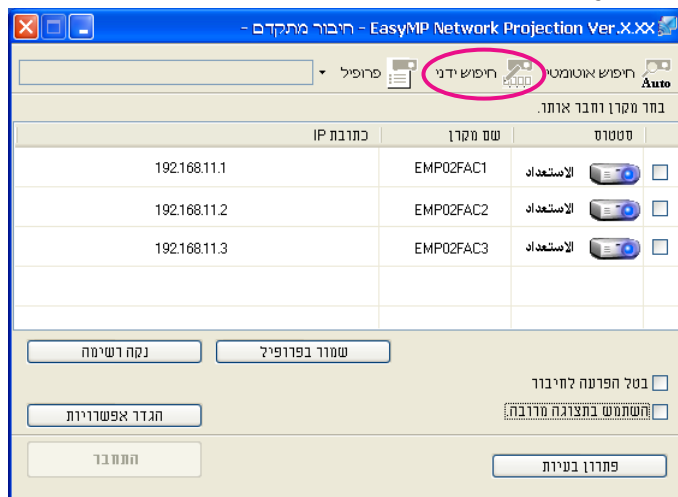 EasyMP Network Projection Ver.X.XX - חיבור מתקדם -
חיפוש אוטומטי Auto חיפוש ידני פרופיל
בחר מקרן וחבר אותו.
סטטוס שם מקרן כתובת IP
الاستعداد EMP02FAC1 192.168.11.1
الاستعداد EMP02FAC2 192.168.11.2
الاستعداد EMP02FAC3 192.168.11.3
שמור בפרופיל נקה רשימה
בטל הפרעה לחיבור
השתמש בתצוגה מרובה.
הגדר אפשרויות
פתרון בעיות התחבר